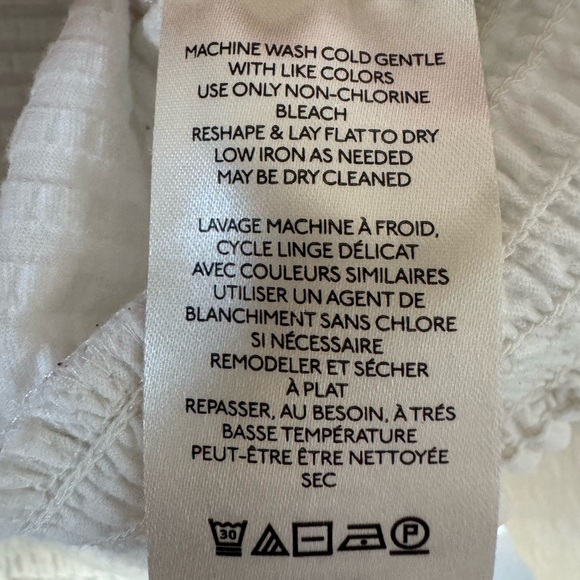 MACHINE WASH COLD GENTLE
WITH LIKE COLORS
USE ONLY NON-CHLORINE
BLEACH
RESHAPE & LAY FLAT TO DRY
LOW IRON AS NEEDED
MAY BE DRY CLEANED
LAVAGE MACHINE À FROID,
CYCLE LINGE DÉLICAT
AVEC COULEURS SIMILAIRES
UTILISER UN AGENT DE
BLANCHIMENT SANS CHLORE
SI NÉCESSAIRE
REMODELER ET SÉCHER
À PLAT
REPASSER, AU BESOIN, À TRÉS
BASSE TEMPÉRATURE
PEUT-ÊTRE ÊTRE NETTOYÉE
SEC
30 P